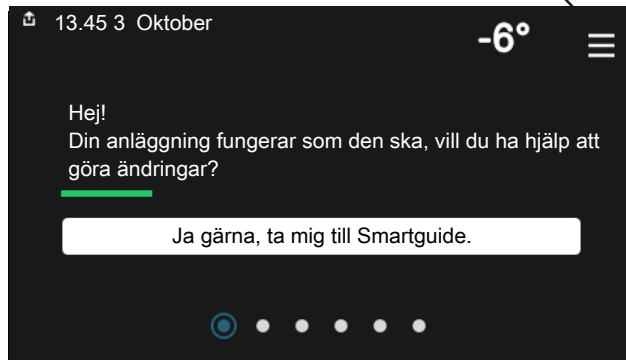 13.45 3 Oktober
-6°
Hej!
Din anläggning fungerar som den ska, vill du ha hjälp att
göra ändringar?
Ja gärna, ta mig till Smartguide.